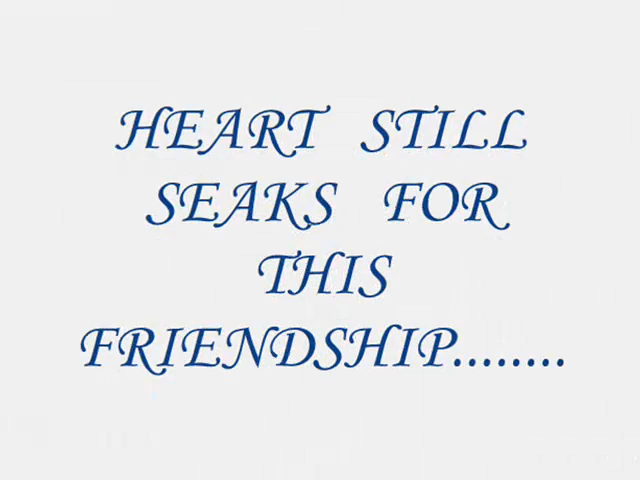 HEART STILL
SEAKS FOR
THIS
FRIENDSHIP........